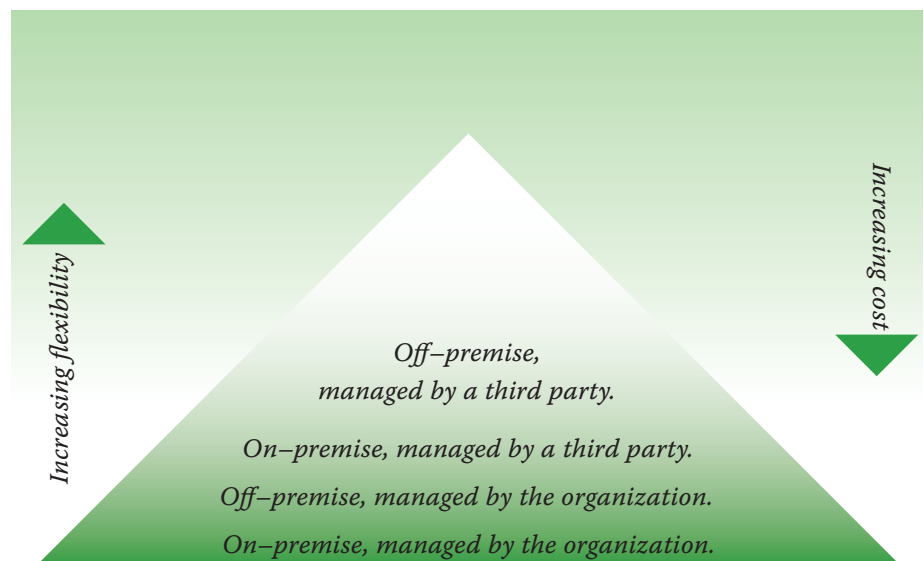 Increasing flexibility
Increasing cost
Off–premise,
managed by a third party.
On–premise, managed by a third party.
Off–premise, managed by the organization.
On–premise, managed by the organization.